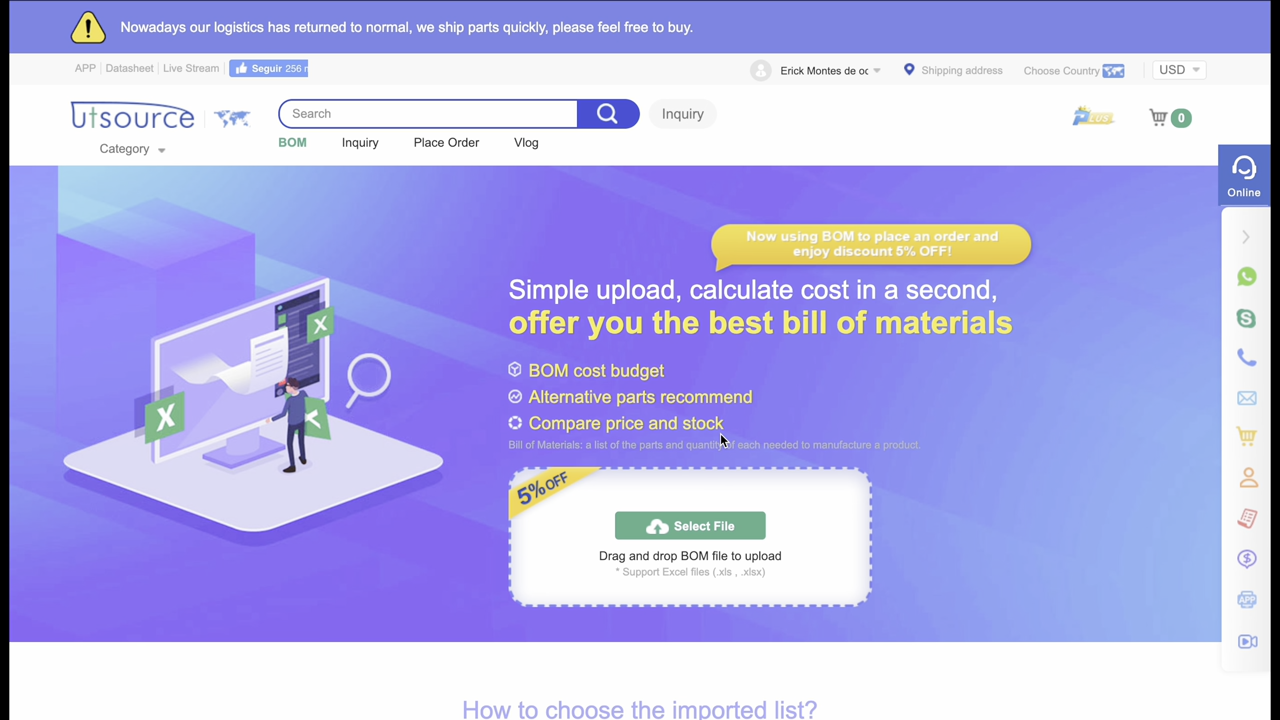 Nowadays our logistics has returned to normal, we ship parts quickly, please feel free to buy.
APP Datasheet Live Stream Seguir 256
Erick Montes de oc Shipping address Choose Country USD
utsource
Search
Inquiry
PLUS
0
Category
BOM Inquiry Place Order Vlog
Online
Now using BOM to place an order and
enjoy discount 5% OFF!
Simple upload, calculate cost in a second,
offer you the best bill of materials
BOM cost budget
Alternative parts recommend
Compare price and stock
Bill of Materials: a list of the parts and quantity of each needed to manufacture a product.
5%OFF
Select File
Drag and drop BOM file to upload
* Support Excel files (.xls , .xlsx)
X
X
APP
How to choose the imported list?